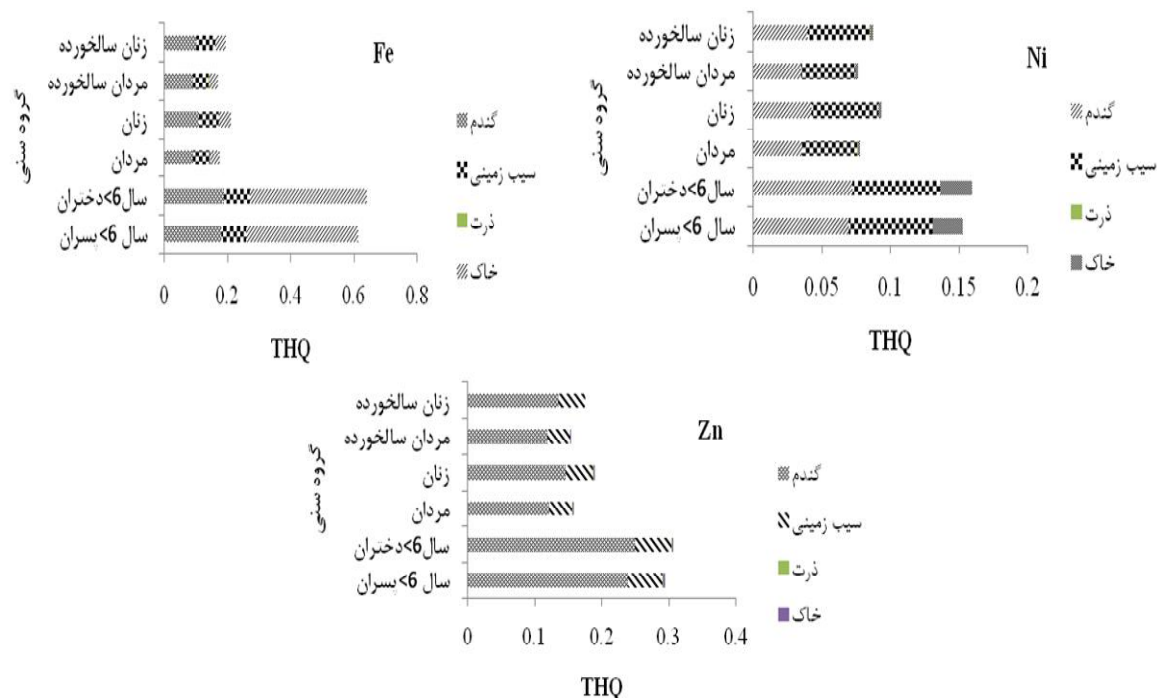 Fe
گروه سنی
زنان سالخورده
مردان سالخورده
زنان
مردان
سال6>دختران
سال 6>پسران
0 0.2 0.4 0.6 0.8
THQ
گندم
سیب زمینی
ذرت
خاک
Ni
گروه سنی
زنان سالخورده
مردان سالخورده
زنان
مردان
سال6>دختران
سال 6>پسران
0 0.05 0.1 0.15 0.2
THQ
گندم
سیب زمینی
ذرت
خاک
Zn
گروه سنی
زنان سالخورده
مردان سالخورده
زنان
مردان
سال6>دختران
سال 6>پسران
0 0.1 0.2 0.3 0.4
THQ
گندم
سیب زمینی
ذرت
خاک